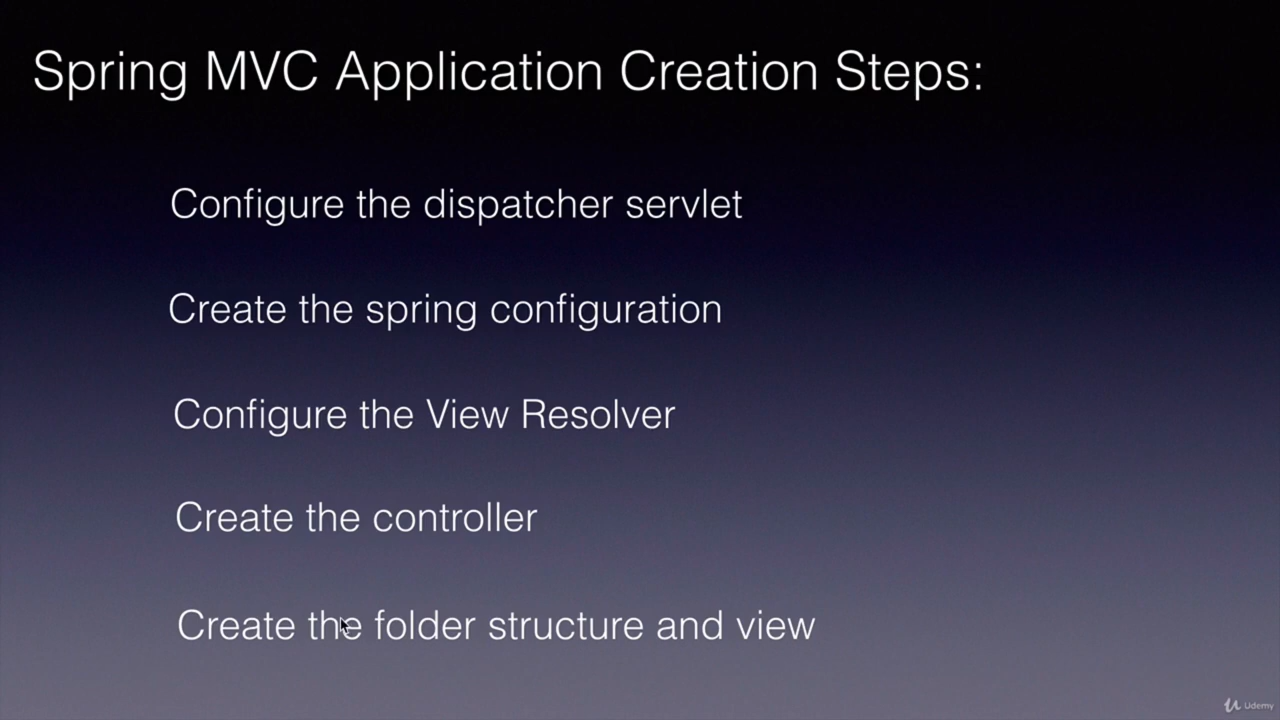 Spring MVC Application Creation Steps:
Configure the dispatcher servlet
Create the spring configuration
Configure the View Resolver
Create the controller
Create the folder structure and view
Udemy